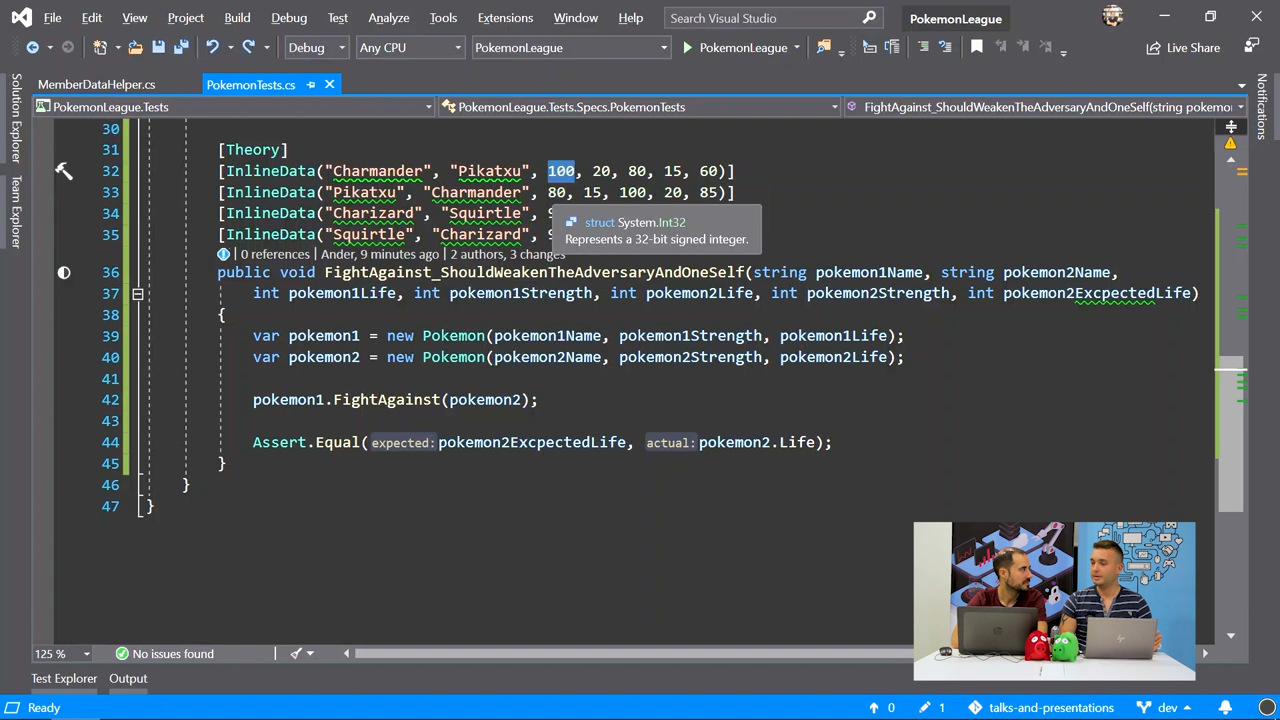 File Edit View Project Build Debug Test Analyze Tools Extensions Window Help Search Visual Studio PokemonLeague
Debug Any CPU PokemonLeague PokemonLeague Live Share
MemberDataHelper.cs PokemonTests.cs
PokemonLeague.Tests PokemonLeague.Tests.Specs.PokemonTests FightAgainst_ShouldWeakenTheAdversaryAndOneSelf(string pokemo
Solution Explorer
Team Explorer
Notifications
30
31 [Theory]
32 [InlineData("Charmander", "Pikatxu", 100, 20, 80, 15, 60)]
33 [InlineData("Pikatxu", "Charmander", 80, 15, 100, 20, 85)]
34 [InlineData("Charizard", "Squirtle", 9
35 [InlineData("Squirtle", "Charizard", 9
struct System.Int32
Represents a 32-bit signed integer.
0 references | Ander, 9 minutes ago | 2 authors, 3 changes
36 public void FightAgainst_ShouldWeakenTheAdversaryAndOneSelf(string pokemon1Name, string pokemon2Name,
37 int pokemon1Life, int pokemon1Strength, int pokemon2Life, int pokemon2Strength, int pokemon2ExcpectedLife)
38 {
39 var pokemon1 = new Pokemon(pokemon1Name, pokemon1Strength, pokemon1Life);
40 var pokemon2 = new Pokemon(pokemon2Name, pokemon2Strength, pokemon2Life);
41
42 pokemon1.FightAgainst(pokemon2);
43
44 Assert.Equal(expected:pokemon2ExcpectedLife, actual:pokemon2.Life);
45 }
46 }
47 }
125 % No issues found
Test Explorer Output
Ready 0 1 talks-and-presentations dev